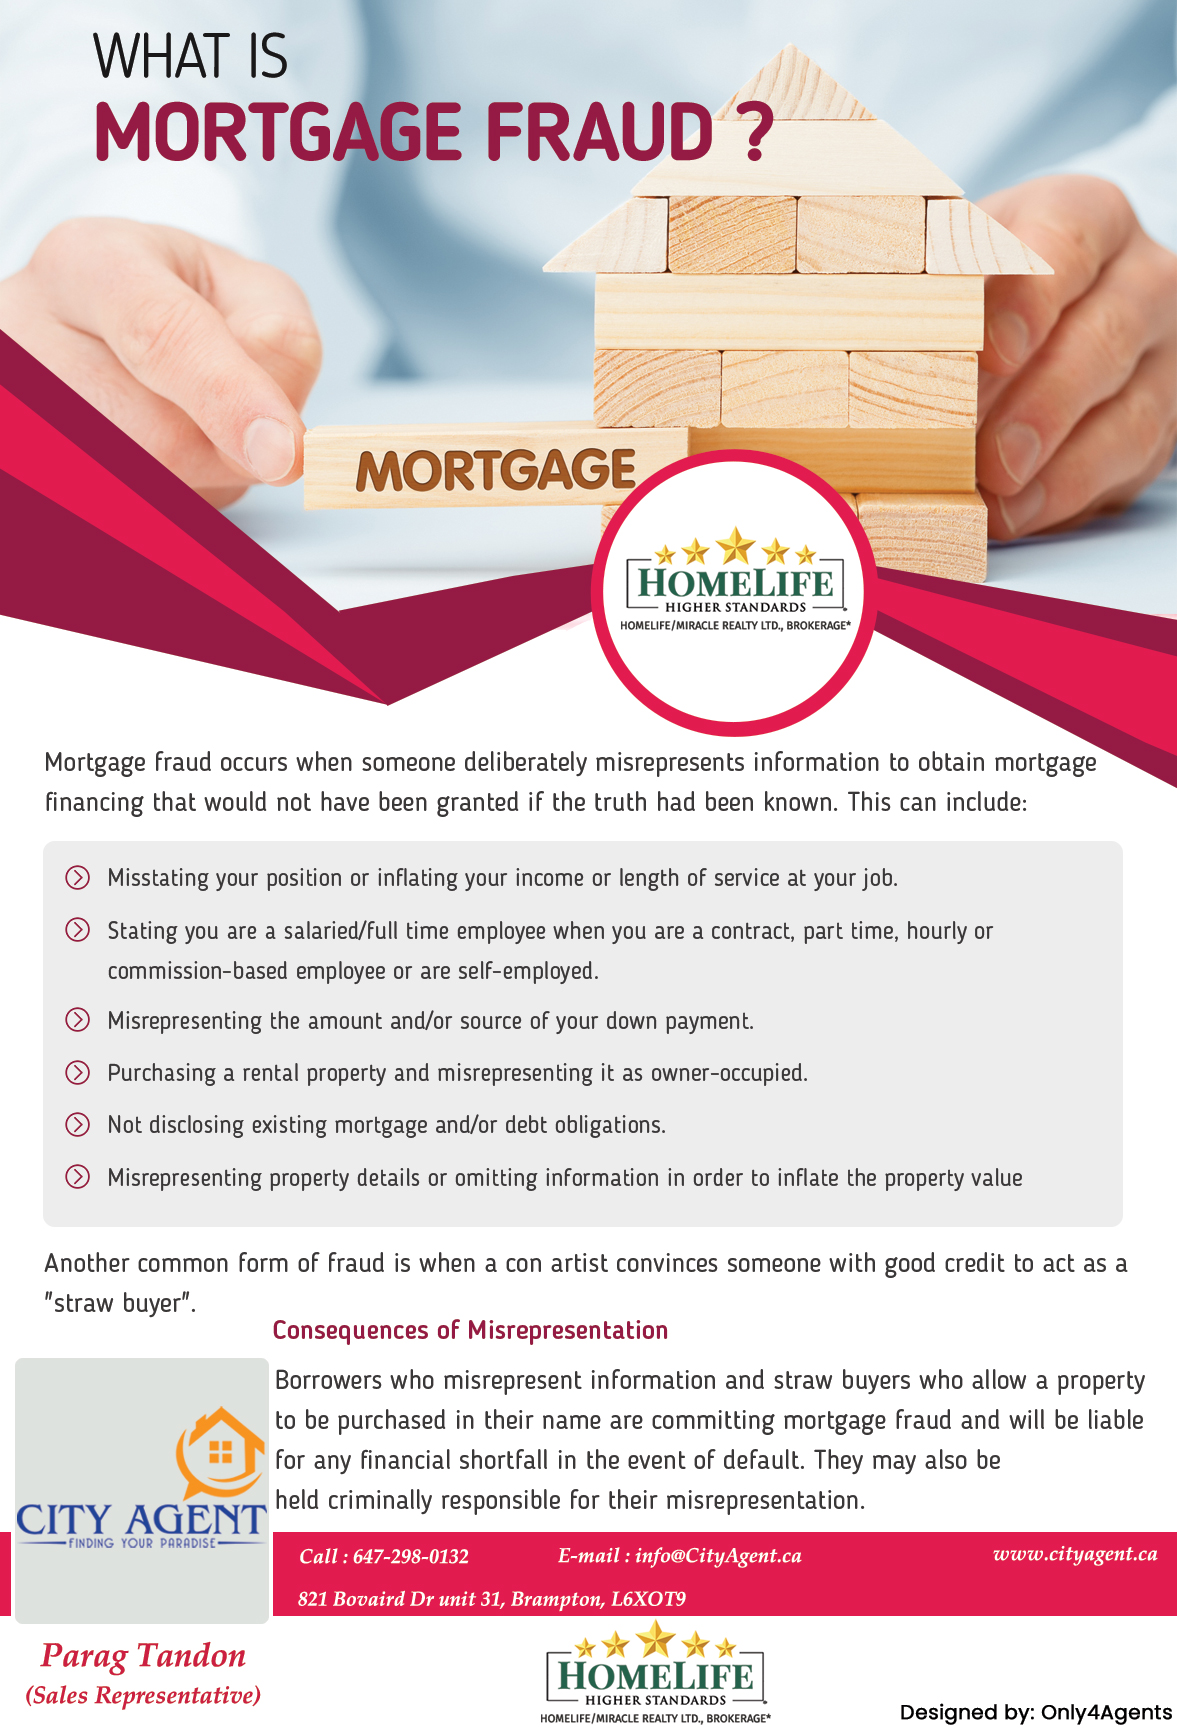 WHAT IS
MORTGAGE FRAUD ?
MORTGAGE
HOMELIFE
HIGHER STANDARDS
HOMELIFE/MIRACLE REALTY LTD., BROKERAGE*
Mortgage fraud occurs when someone deliberately misrepresents information to obtain mortgage
financing that would not have been granted if the truth had been known. This can include:
Misstating your position or inflating your income or length of service at your job.
Stating you are a salaried/full time employee when you are a contract, part time, hourly or
commission-based employee or are self-employed.
Misrepresenting the amount and/or source of your down payment.
Purchasing a rental property and misrepresenting it as owner-occupied.
Not disclosing existing mortgage and/or debt obligations.
Misrepresenting property details or omitting information in order to inflate the property value
Another common form of fraud is when a con artist convinces someone with good credit to act as a
"straw buyer".
Consequences of Misrepresentation
Borrowers who misrepresent information and straw buyers who allow a property
to be purchased in their name are committing mortgage fraud and will be liable
for any financial shortfall in the event of default. They may also be
held criminally responsible for their misrepresentation.
CITY AGENT
FINDING YOUR PARADISE
Call : 647-298-0132 E-mail : info@CityAgent.ca www.cityagent.ca
821 Bovaird Dr unit 31, Brampton, L6XOT9
Parag Tandon
(Sales Representative)
HOMELIFE
HIGHER STANDARDS
HOMELIFE/MIRACLE REALTY LTD., BROKERAGE*
Designed by: Only4Agents